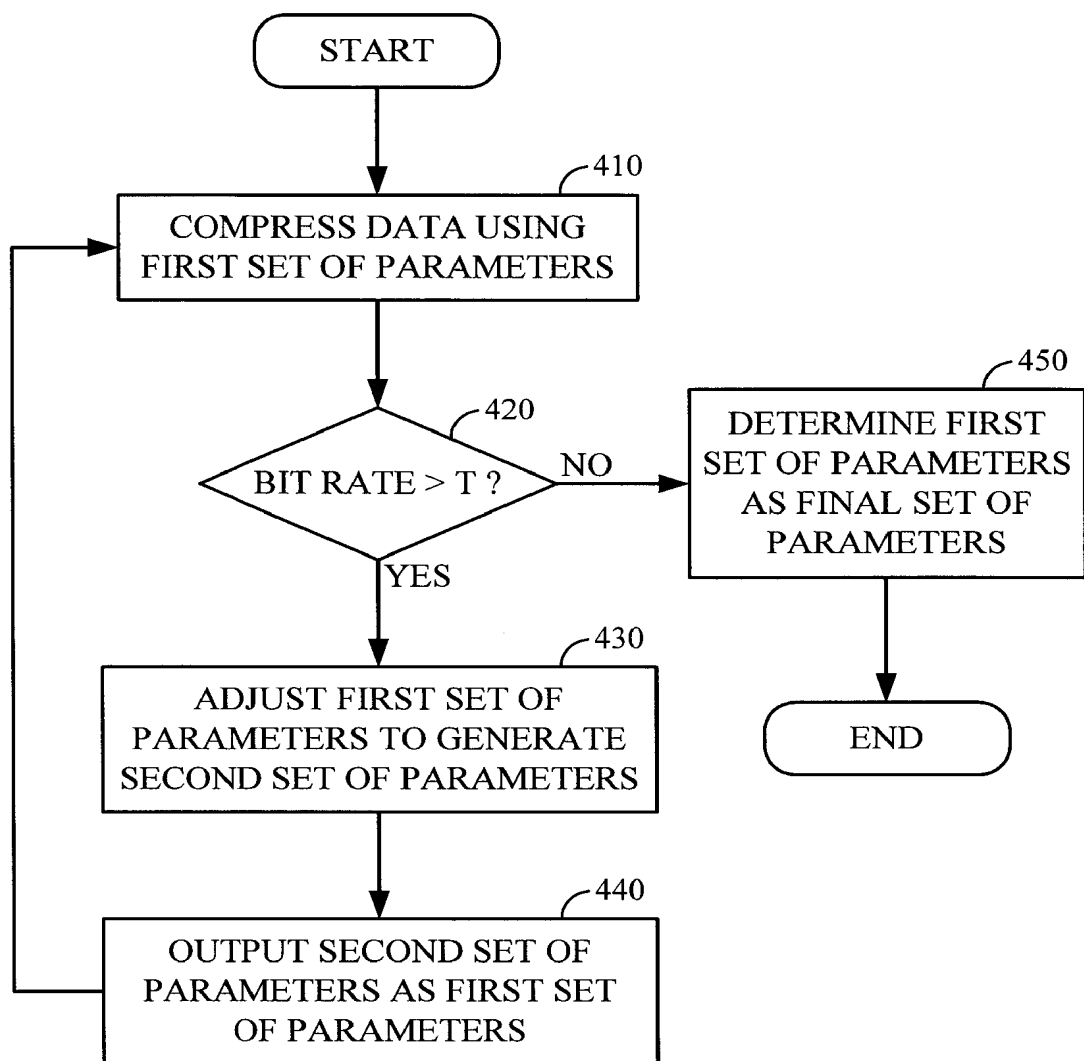 START
410
COMPRESS DATA USING
FIRST SET OF PARAMETERS
420
BIT RATE > T ?
NO
YES
450
DETERMINE FIRST
SET OF PARAMETERS
AS FINAL SET OF
PARAMETERS
430
ADJUST FIRST SET OF
PARAMETERS TO GENERATE
SECOND SET OF PARAMETERS
END
440
OUTPUT SECOND SET OF
PARAMETERS AS FIRST SET
OF PARAMETERS